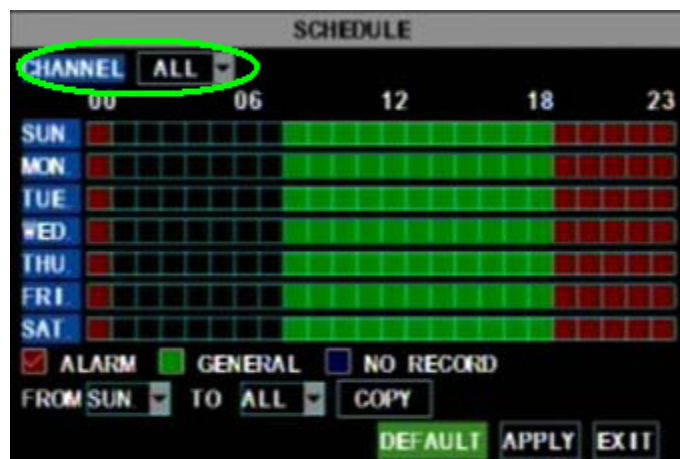 SCHEDULE
CHANNEL ALL
00 06 12 18 23
SUN.
MON.
TUE.
WED.
THU.
FRI.
SAT.
ALARM GENERAL NO RECORD
FROM SUN. TO ALL COPY
DEFAULT APPLY EXIT